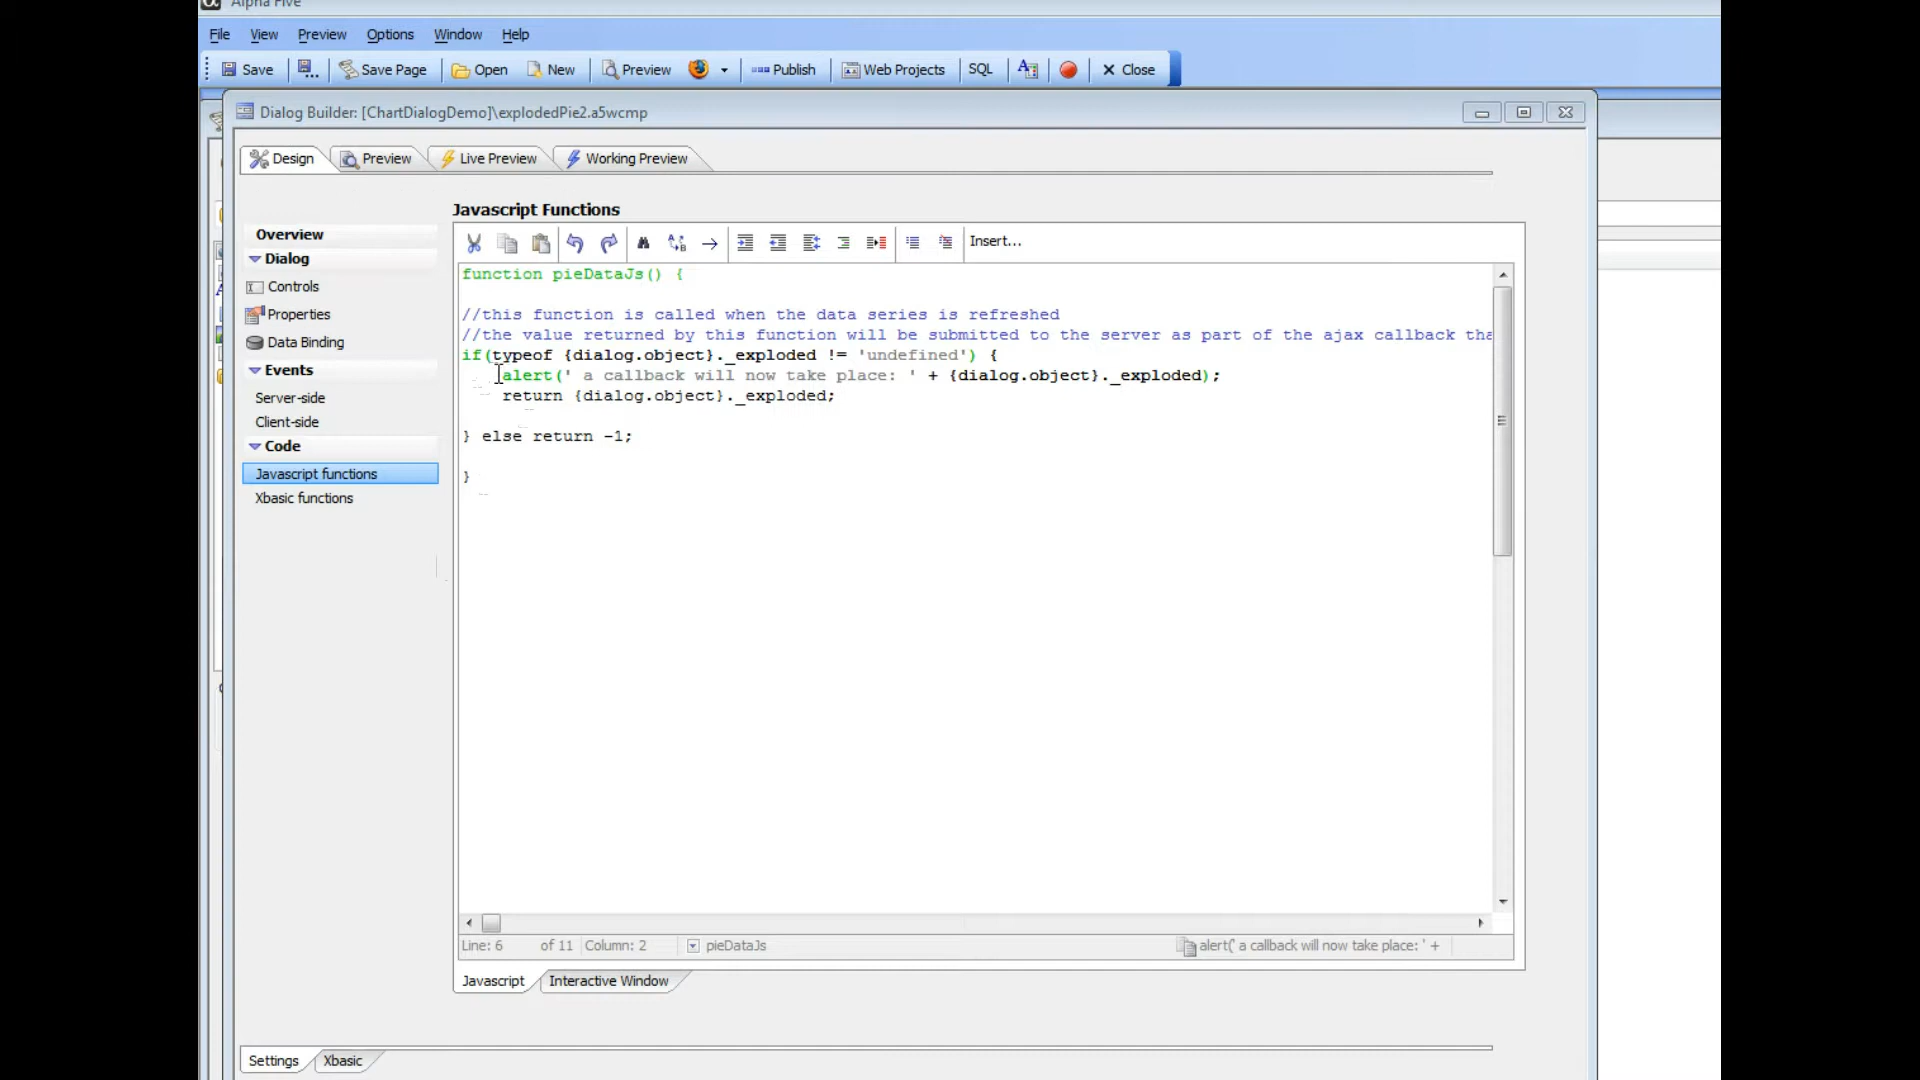 Alpha Five
File View Preview Options Window Help
Save Save Page Open New Preview Publish Web Projects SQL Close
Dialog Builder: [ChartDialogDemo]\explodedPie2.a5wcmp
Design Preview Live Preview Working Preview
Javascript Functions
Overview
Dialog
Controls
Properties
Data Binding
Events
Server-side
Client-side
Code
Javascript functions
Xbasic functions
Insert...
function pieDataJs() {
//this function is called when the data series is refreshed
//the value returned by this function will be submitted to the server as part of the ajax callback tha
if(typeof {dialog.object}._exploded != 'undefined') {
alert(' a callback will now take place: ' + {dialog.object}._exploded);
return {dialog.object}._exploded;
} else return -1;
}
Line: 6 of 11 Column: 2 pieDataJs alert(' a callback will now take place: ' +
Javascript Interactive Window
Settings Xbasic